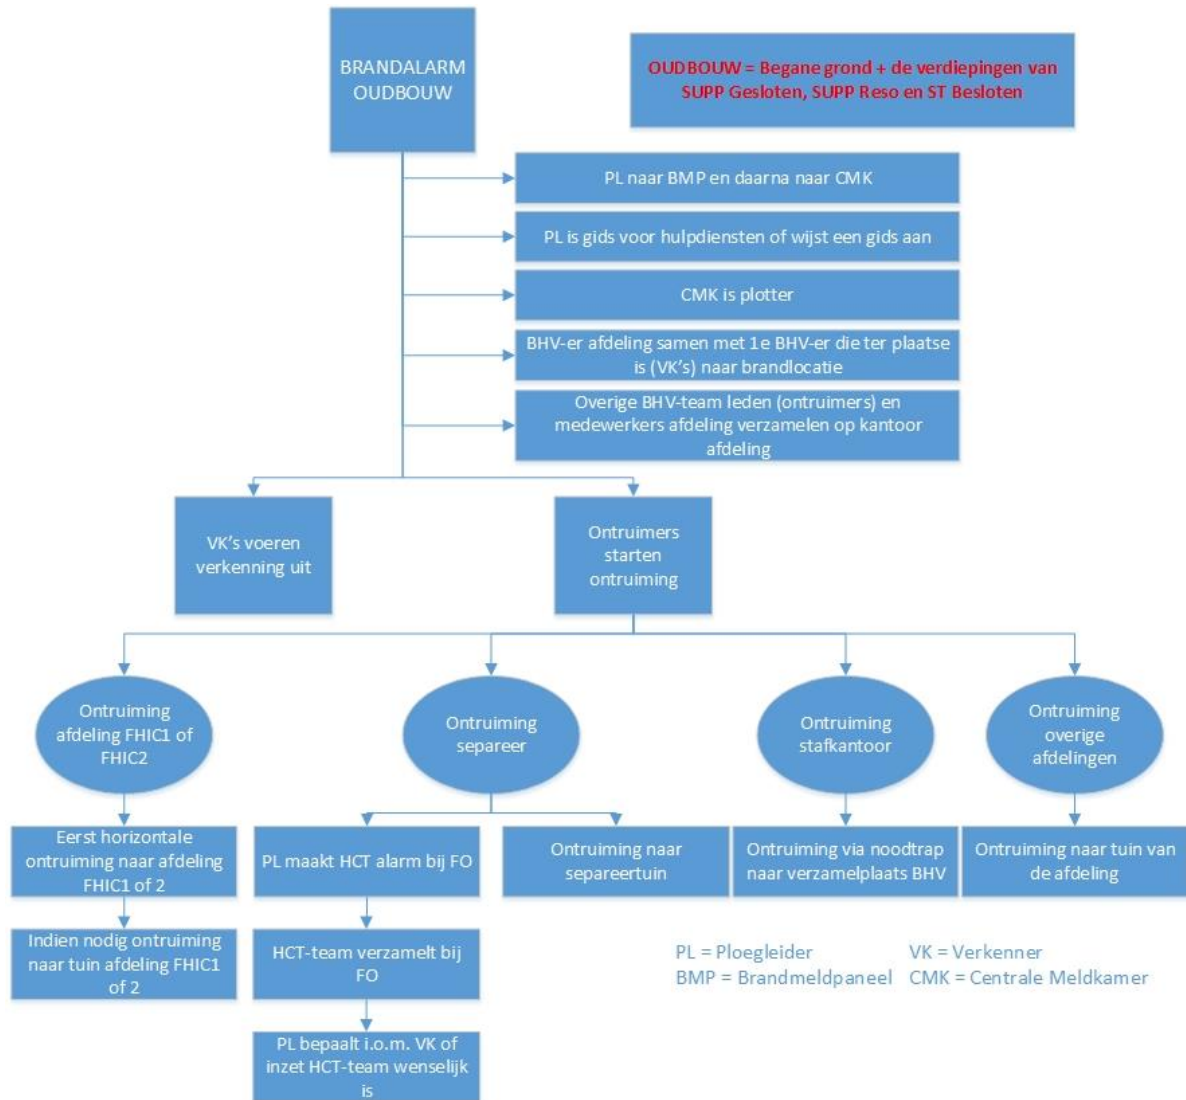 BRANDALARM
OUDBOUW
OUDBOUW = Begane grond + de verdiepingen van
SUPP Gesloten, SUPP Reso en ST Besloten
PL naar BMP en daarna naar CMK
PL is gids voor hulpdiensten of wijst een gids aan
CMK is plotter
BHV-er afdeling samen met 1e BHV-er die ter plaatse
is (VK's) naar brandlocatie
Overige BHV-team leden (ontruimers) en
medewerkers afdeling verzamelen op kantoor
afdeling
VK's voeren
verkenning uit
Ontruimers
starten
ontruiming
Ontruiming
afdeling FHIC1 of
FHIC2
Ontruiming
separeer
Ontruiming
stafkantoor
Ontruiming
overige
afdelingen
Eerst horizontale
ontruiming naar afdeling
FHIC1 of 2
PL maakt HCT alarm bij FO
Ontruiming naar
separeertuin
Ontruiming via noodtrap
naar verzamelplaats BHV
Ontruiming naar tuin van
de afdeling
Indien nodig ontruiming
naar tuin afdeling FHIC1
of 2
HCT-team verzamelt bij
FO
PL bepaalt i.o.m. VK of
inzet HCT-team wenselijk
is
PL = Ploegleider VK = Verkenner
BMP = Brandmeldpaneel CMK = Centrale Meldkamer